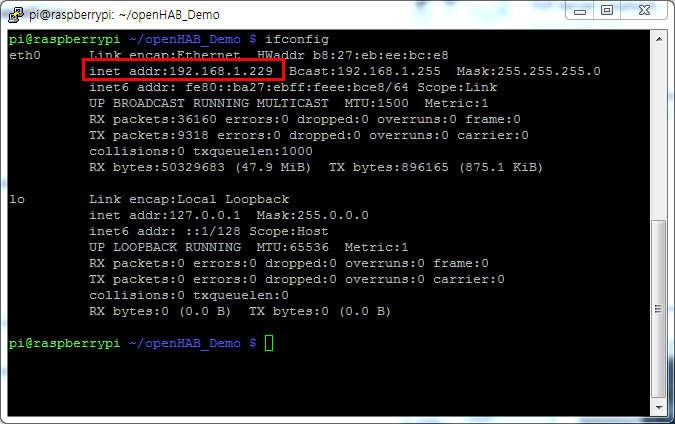 pi@raspberrypi: ~/openHAB_Demo
pi@raspberrypi ~/openHAB_Demo $ ifconfig
eth0      Link encap:Ethernet  HWaddr b8:27:eb:ee:bc:e8
          inet addr:192.168.1.229  Bcast:192.168.1.255  Mask:255.255.255.0
          inet6 addr: fe80::ba27:ebff:feee:bce8/64 Scope:Link
          UP BROADCAST RUNNING MULTICAST  MTU:1500  Metric:1
          RX packets:36160 errors:0 dropped:0 overruns:0 frame:0
          TX packets:9318 errors:0 dropped:0 overruns:0 carrier:0
          collisions:0 txqueuelen:1000
          RX bytes:50329683 (47.9 MiB)  TX bytes:896165 (875.1 KiB)
lo        Link encap:Local Loopback
          inet addr:127.0.0.1  Mask:255.0.0.0
          inet6 addr: ::1/128 Scope:Host
          UP LOOPBACK RUNNING  MTU:65536  Metric:1
          RX packets:0 errors:0 dropped:0 overruns:0 frame:0
          TX packets:0 errors:0 dropped:0 overruns:0 carrier:0
          collisions:0 txqueuelen:0
          RX bytes:0 (0.0 B)  TX bytes:0 (0.0 B)
pi@raspberrypi ~/openHAB_Demo $